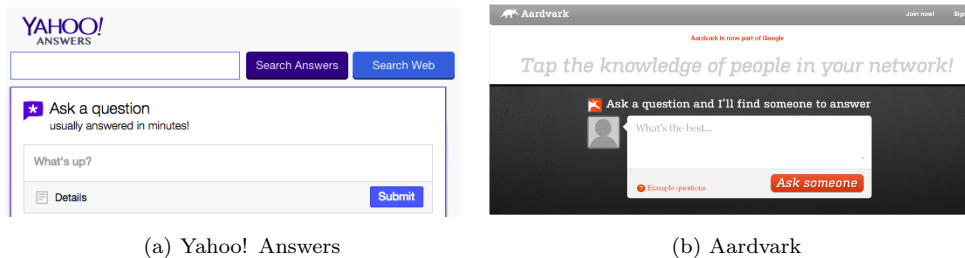 YAHOO!
ANSWERS
Search Answers
Search Web
Ask a question
usually answered in minutes!
What's up?
Details
Submit
(a) Yahoo! Answers
Aardvark
Join now!
Aardvark is now part of Google
Tap the knowledge of people in your network!
Ask a question and I'll find someone to answer
What's the best...
Example questions
Ask someone
(b) Aardvark